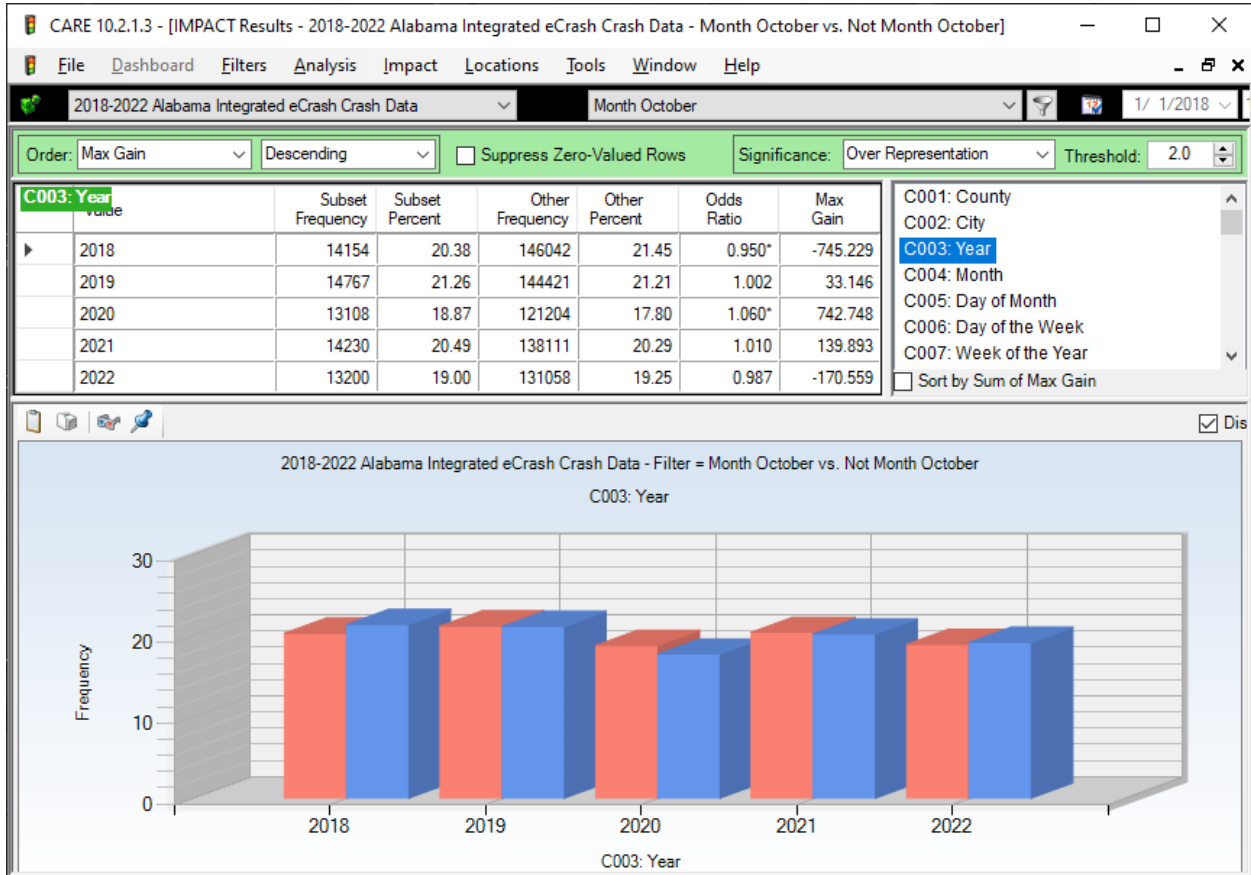 CARE 10.2.1.3 - [IMPACT Results - 2018-2022 Alabama Integrated eCrash Crash Data - Month October vs. Not Month October]
File Dashboard Filters Analysis Impact Locations Tools Window Help
2018-2022 Alabama Integrated eCrash Crash Data Month October 1/ 1/2018
Order: Max Gain Descending Suppress Zero-Valued Rows Significance: Over Representation Threshold: 2.0
C003: Year
Value Subset Frequency Subset Percent Other Frequency Other Percent Odds Ratio Max Gain
2018 14154 20.38 146042 21.45 0.950* -745.229
2019 14767 21.26 144421 21.21 1.002 33.146
2020 13108 18.87 121204 17.80 1.060* 742.748
2021 14230 20.49 138111 20.29 1.010 139.893
2022 13200 19.00 131058 19.25 0.987 -170.559
C001: County
C002: City
C003: Year
C004: Month
C005: Day of Month
C006: Day of the Week
C007: Week of the Year
Sort by Sum of Max Gain
Dis
2018-2022 Alabama Integrated eCrash Crash Data - Filter = Month October vs. Not Month October
C003: Year
30
20
10
0
Frequency
2018 2019 2020 2021 2022
C003: Year